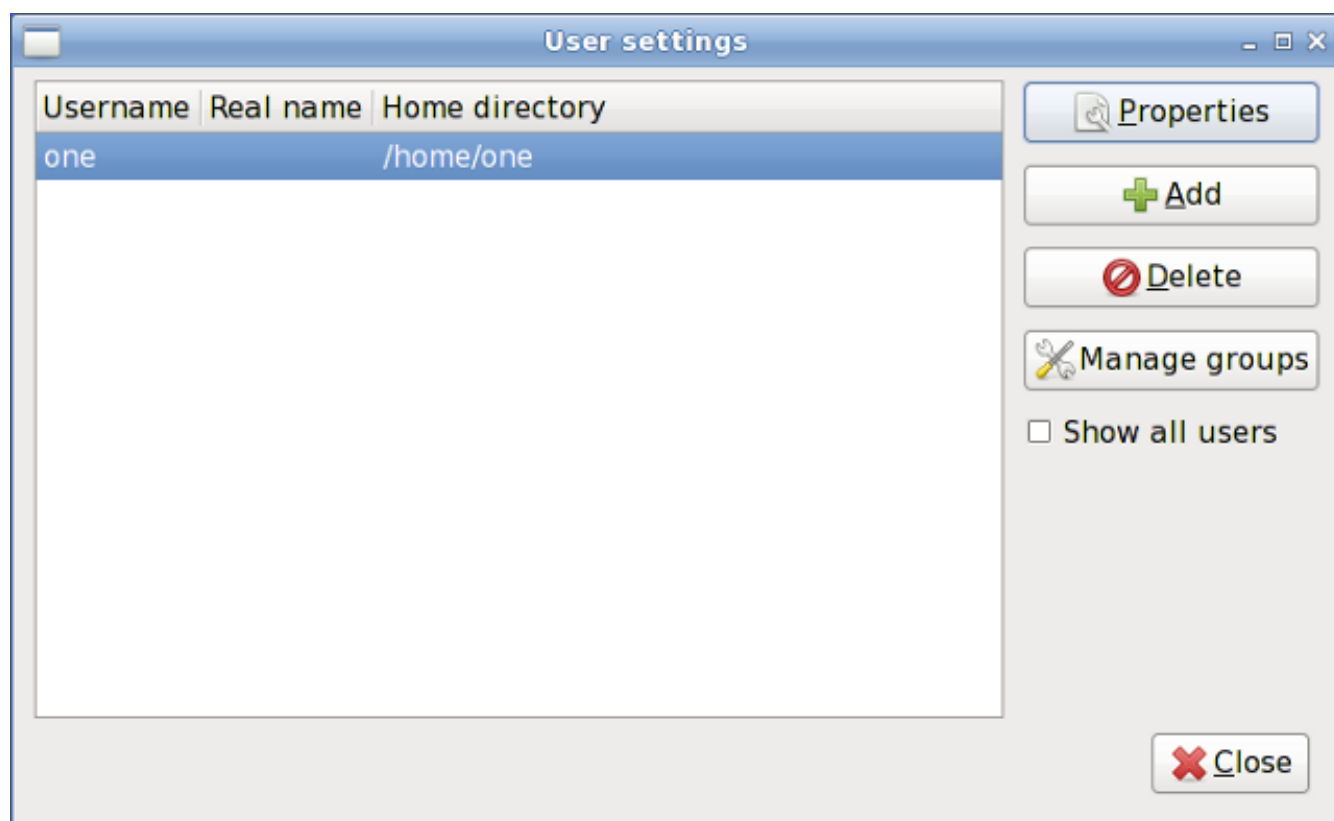 User settings
Username Real name Home directory
one /home/one
Properties
Add
Delete
Manage groups
Show all users
Close